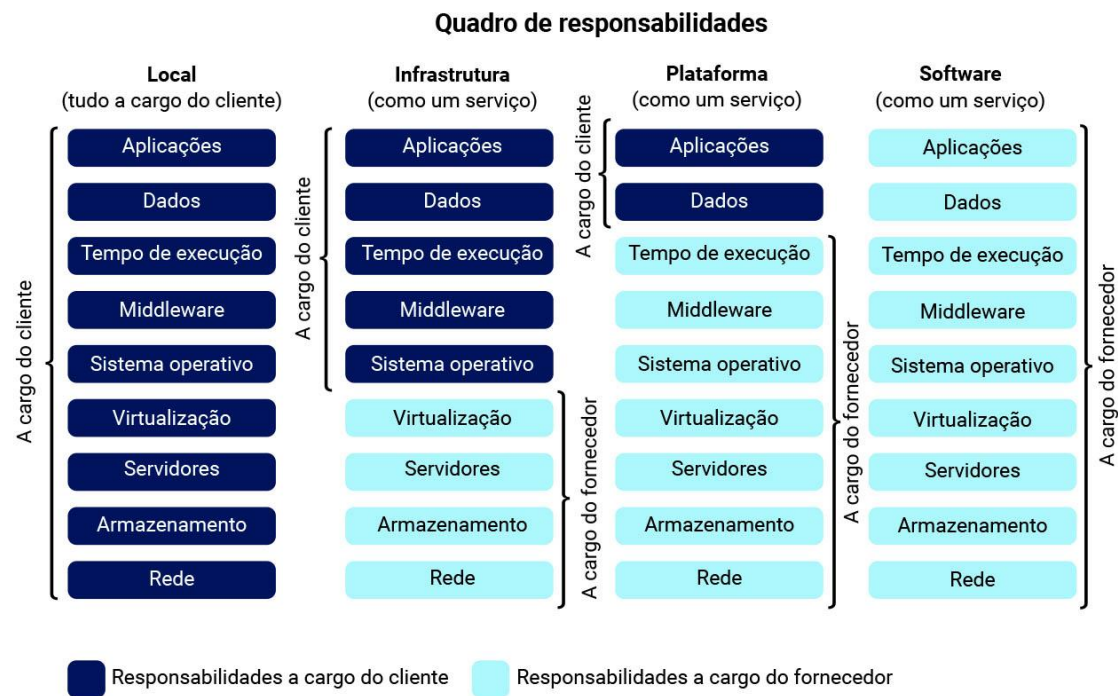 Quadro de responsabilidades
Local
(tudo a cargo do cliente)
A cargo do cliente
Aplicações
Dados
Tempo de execução
Middleware
Sistema operativo
Virtualização
Servidores
Armazenamento
Rede
Infrastrutura
(como um serviço)
A cargo do cliente
Aplicações
Dados
Tempo de execução
Middleware
Sistema operativo
Virtualização
Servidores
Armazenamento
Rede
A cargo do fornecedor
Plataforma
(como um serviço)
A cargo do cliente
Aplicações
Dados
Tempo de execução
Middleware
Sistema operativo
Virtualização
Servidores
Armazenamento
Rede
A cargo do fornecedor
Software
(como um serviço)
Aplicações
Dados
Tempo de execução
Middleware
Sistema operativo
Virtualização
Servidores
Armazenamento
Rede
A cargo do fornecedor
Responsabilidades a cargo do cliente
Responsabilidades a cargo do fornecedor